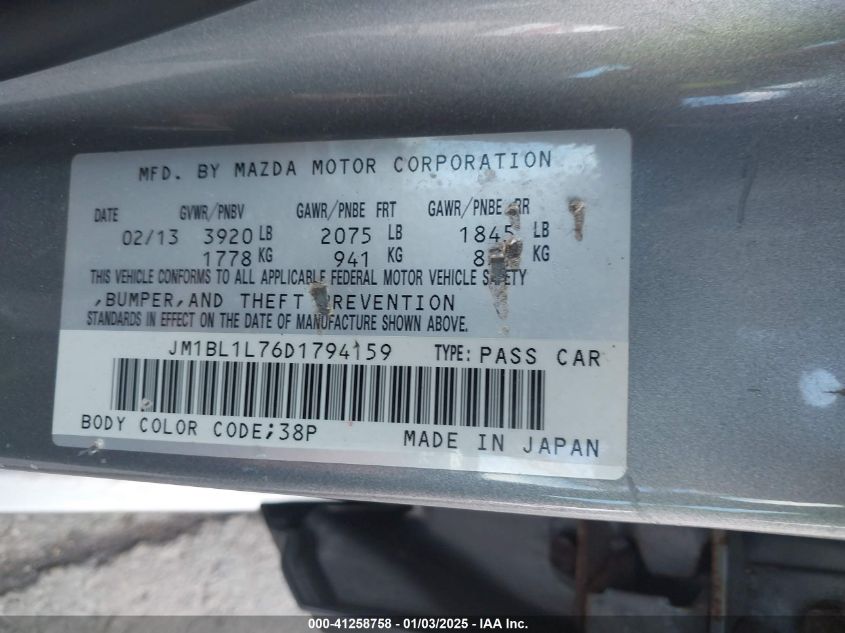 MFD. BY MAZDA MOTOR CORPORATION
DATE GVWR/PNBV GAWR/PNBE FRT GAWR/PNBE RR
02/13 3920 LB 2075 LB 1845 LB
1778 KG 941 KG KG
THIS VEHICLE CONFORMS TO ALL APPLICABLE FEDERAL MOTOR VEHICLE SAFETY
,BUMPER,AND THEFT PREVENTION
STANDARDS IN EFFECT ON THE DATE OF MANUFACTURE SHOWN ABOVE.
JM1BL1L76D1794159 TYPE: PASS CAR
BODY COLOR CODE;38P MADE IN JAPAN
000-41258758 - 01/03/2025 - IAA Inc.